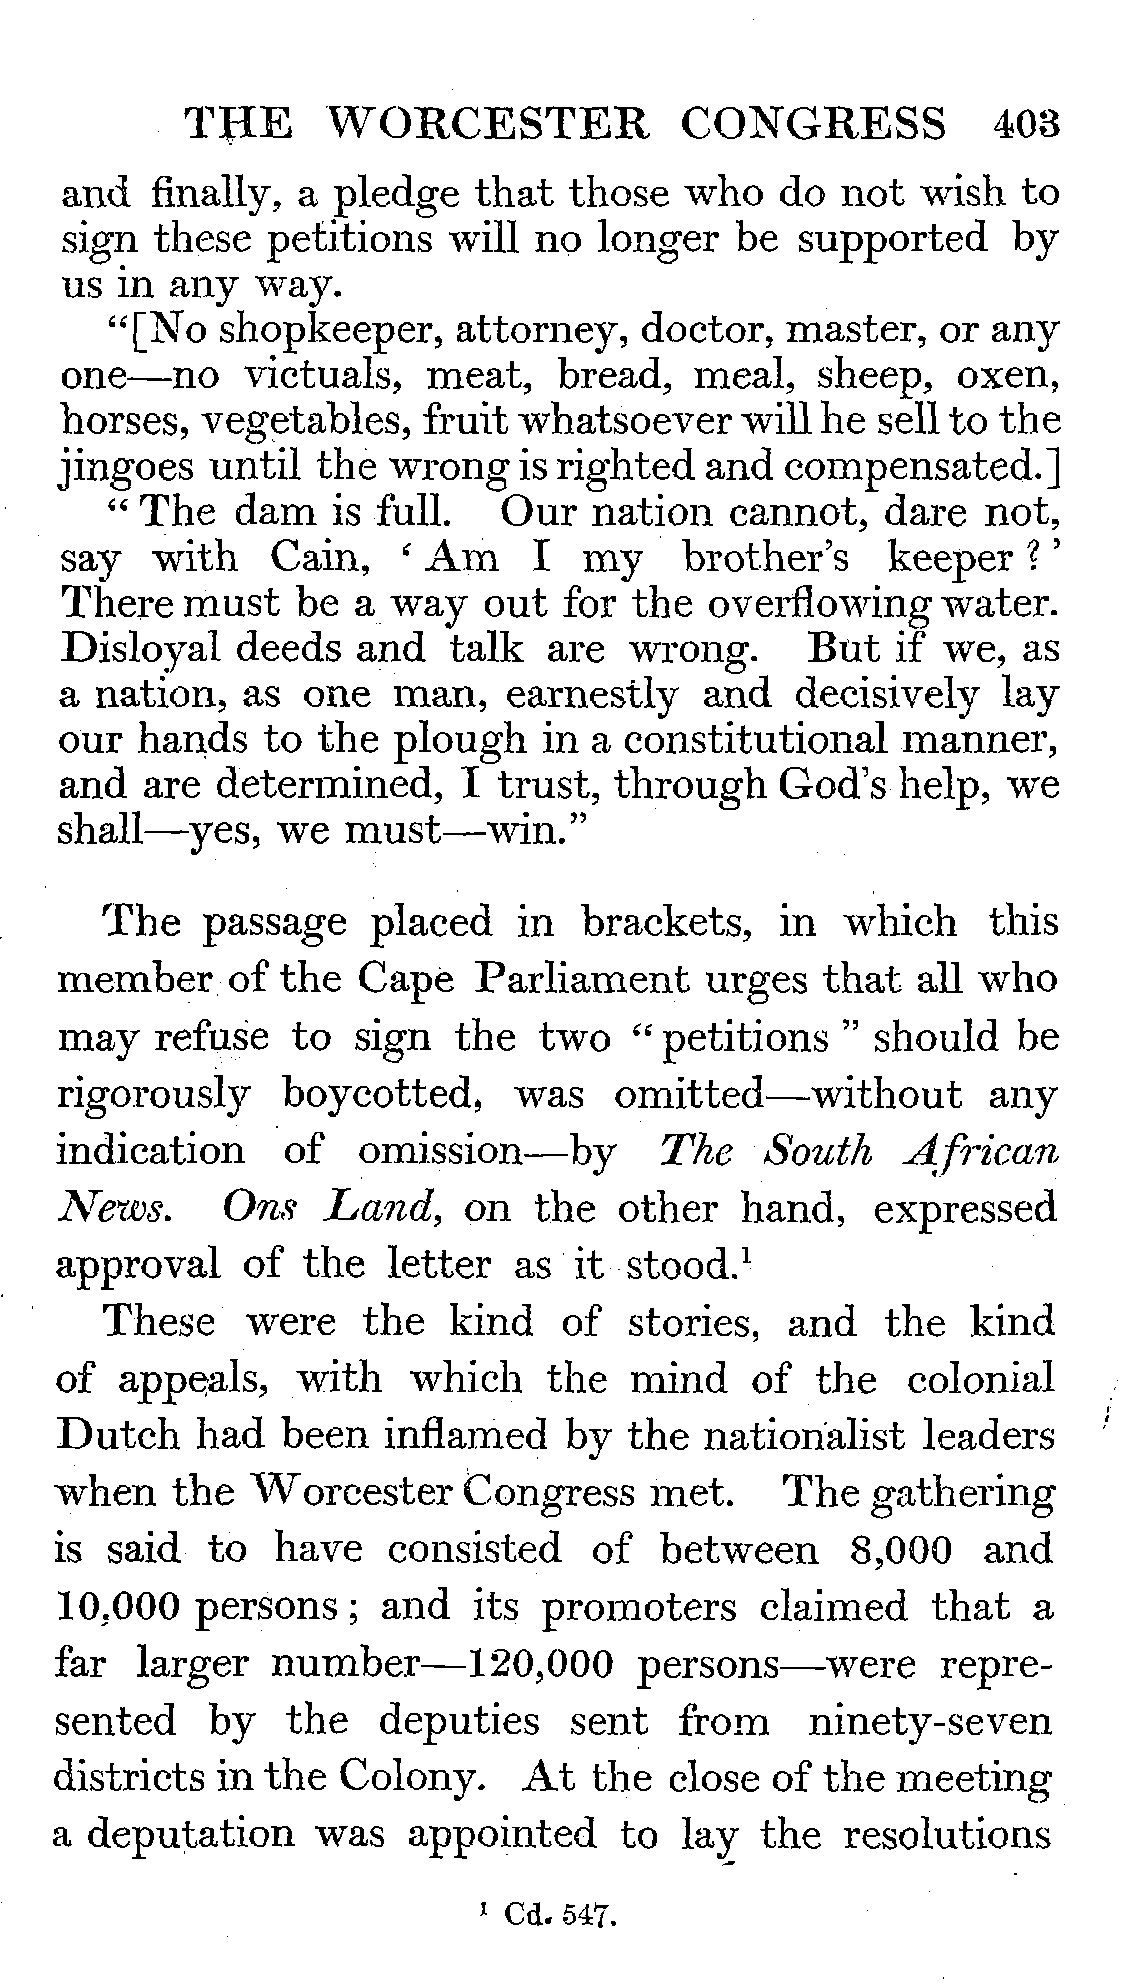 THE WORCESTER CONGRESS 403
and finally, a pledge that those who do not wish to
sign these petitions will no longer be supported by
us in any way.
“[No shopkeeper, attorney, doctor, master, or any
one—no victuals, meat, bread, meal, sheep, oxen,
horses, vegetables, fruit whatsoever will he sell to the
jingoes until the wrong is righted and compensated.]
“ The dam is full. Our nation cannot, dare not,
say with Cain, ‘ Am I my brother’s keeper ? ’
There must be a way out for the overflowing water.
Disloyal deeds and talk are wrong. But if we, as
a nation, as one man, earnestly and decisively lay
our hands to the plough in a constitutional manner,
and are determined, I trust, through God’s help, we
shall—yes, we must—win.”
The passage placed in brackets, in which this
member of the Cape Parliament urges that all who
may refuse to sign the two “ petitions ” should be
rigorously boycotted, was omitted—without any
indication of omission—by The South African
News. Ons Land, on the other hand, expressed
approval of the letter as it stood.¹
These were the kind of stories, and the kind
of appeals, with which the mind of the colonial
Dutch had been inflamed by the nationalist leaders
when the Worcester Congress met. The gathering
is said to have consisted of between 8,000 and
10,000 persons ; and its promoters claimed that a
far larger number—120,000 persons—were repre-
sented by the deputies sent from ninety-seven
districts in the Colony. At the close of the meeting
a deputation was appointed to lay the resolutions
¹ Cd. 547.